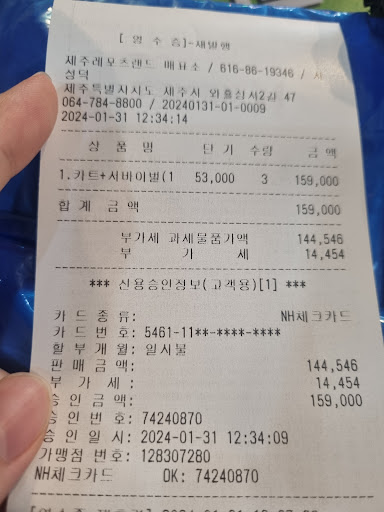 [ 영 수 증]-재발행
제주레포츠랜드 매표소 / 616-86-19346 /
성덕
제주특별자치도 제주시 와흘상서2길 47
064-784-8800 / 20240131-01-0009
2024-01-31 12:34:14
상 품 명 단 가 수량 금 액
1.카트+서바이벌(1 53,000 3 159,000
합 계 금 액 159,000
부가세 과세물품가액 144,546
부 가 세 14,454
*** 신용승인정보(고객용)[1] ***
카 드 종 류: NH체크카드
카 드 번 호: 5461-11**-****-****
할 부 개 월: 일시불
판 매 금 액: 144,546
부 가 세 : 14,454
승 인 금 액: 159,000
승 인 번 호: 74240870
승 인 일 시: 2024-01-31 12:34:09
가맹점 번호: 128307280
NH체크카드 OK: 74240870